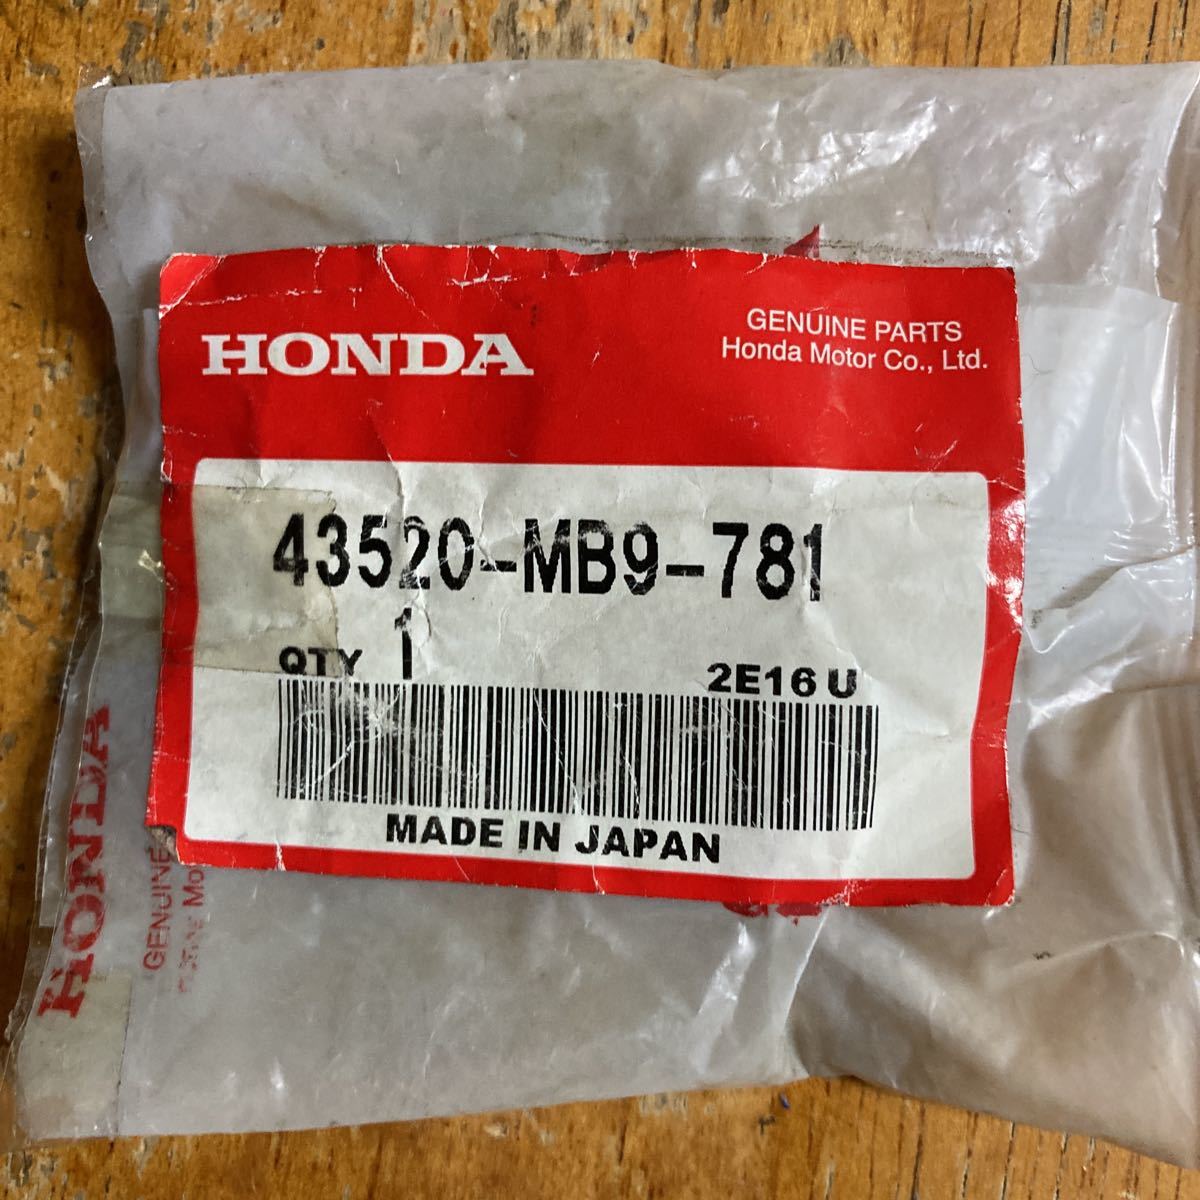 HONDA
GENUINE PARTS
Honda Motor Co., Ltd.
43520-MB9-781
QTY 1
2E16 U
MADE IN JAPAN
HONDA
GENUINE